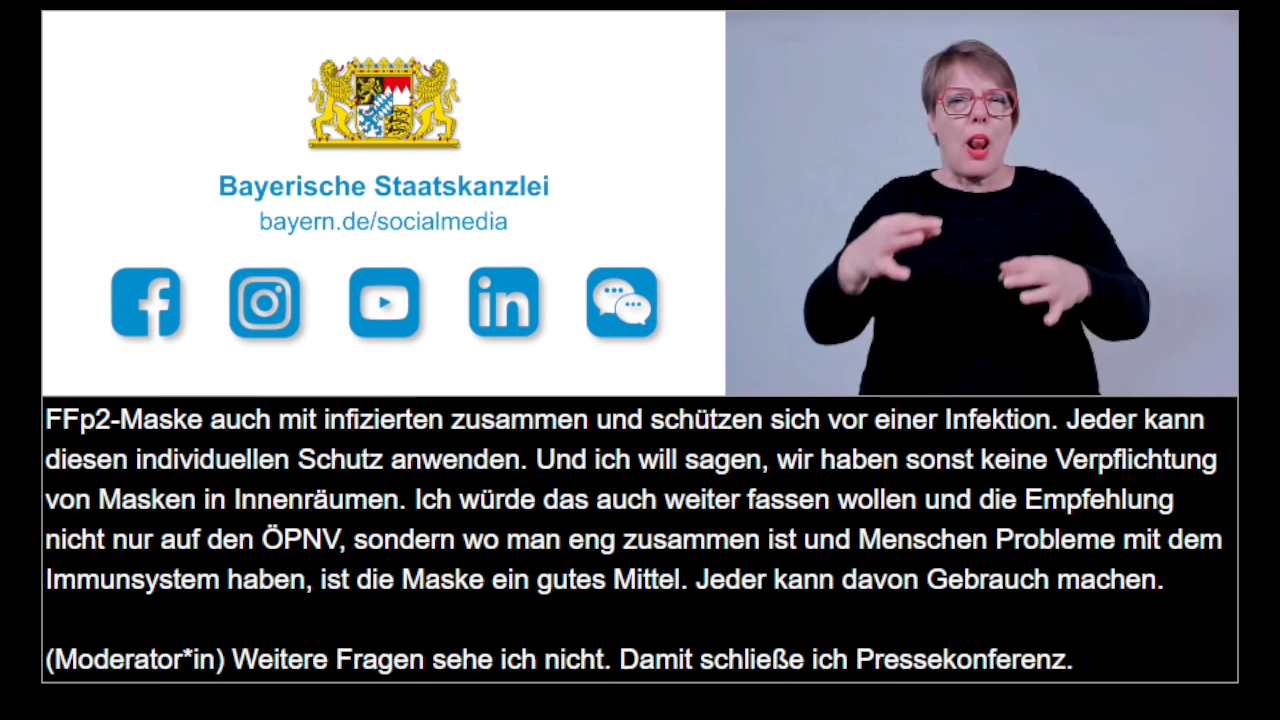 Bayerische Staatskanzlei
bayern.de/socialmedia
FFp2-Maske auch mit infizierten zusammen und schützen sich vor einer Infektion. Jeder kann
diesen individuellen Schutz anwenden. Und ich will sagen, wir haben sonst keine Verpflichtung
von Masken in Innenräumen. Ich würde das auch weiter fassen wollen und die Empfehlung
nicht nur auf den ÖPNV, sondern wo man eng zusammen ist und Menschen Probleme mit dem
Immunsystem haben, ist die Maske ein gutes Mittel. Jeder kann davon Gebrauch machen.
(Moderator*in) Weitere Fragen sehe ich nicht. Damit schließe ich Pressekonferenz.